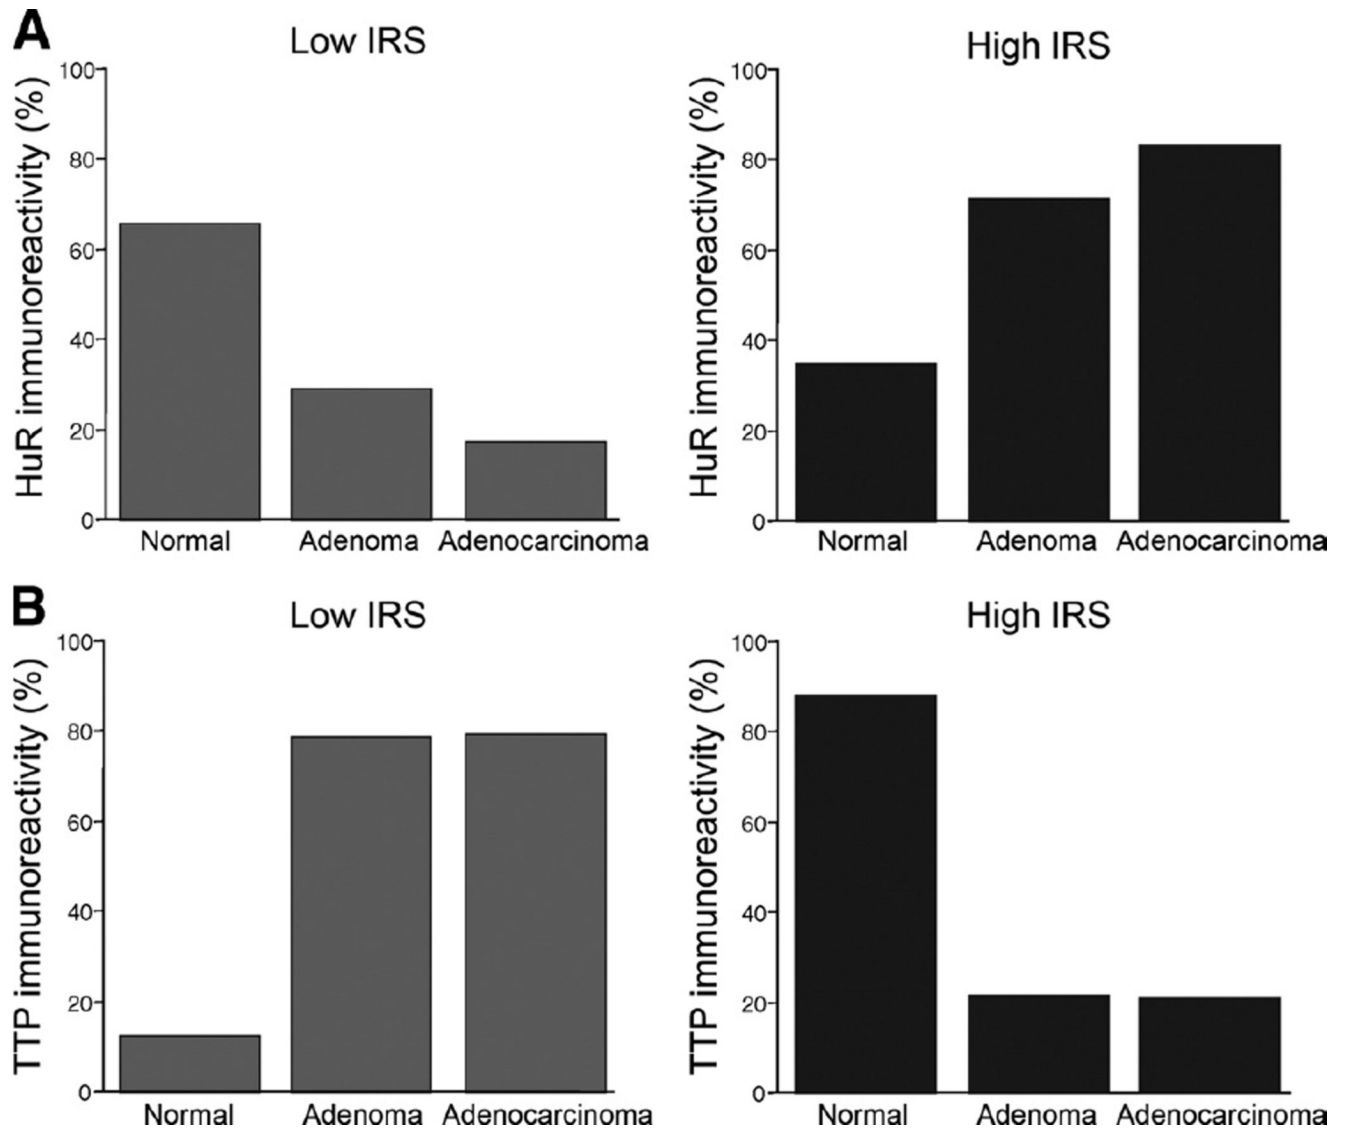 A
Low IRS
High IRS
HuR immunoreactivity (%)
100
80
60
40
20
0
Normal Adenoma Adenocarcinoma
HuR immunoreactivity (%)
100
80
60
40
20
0
Normal Adenoma Adenocarcinoma
B
Low IRS
High IRS
TTP immunoreactivity (%)
100
80
60
40
20
0
Normal Adenoma Adenocarcinoma
TTP immunoreactivity (%)
100
80
60
40
20
0
Normal Adenoma Adenocarcinoma